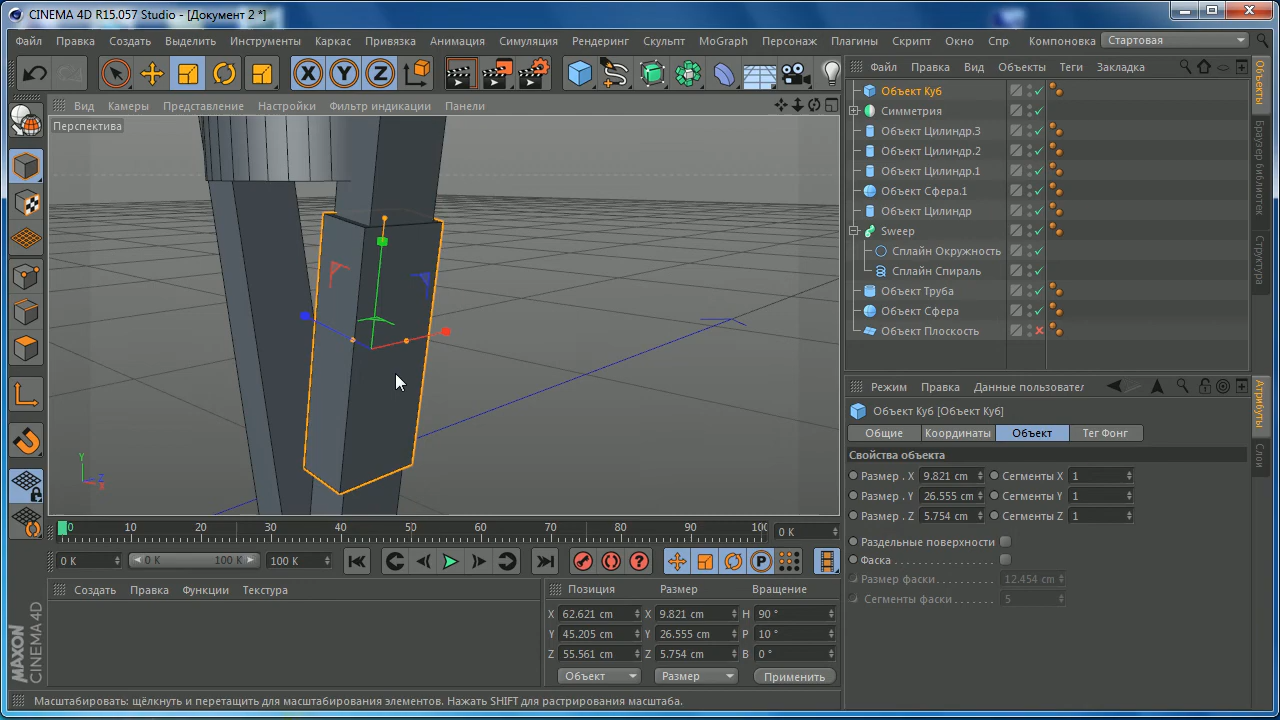 CINEMA 4D R15.057 Studio - [Документ 2 *]
Файл Правка Создать Выделить Инструменты Каркас Привязка Анимация Симуляция Рендеринг Скульпт MoGraph Персонаж Плагины Скрипт Окно Спр Компоновка Стартовая
X Y Z
Файл Правка Вид Объекты Теги Закладка
Вид Камеры Представление Настройки Фильтр индикации Панели
Перспектива
Объект Куб
Симметрия
Объект Цилиндр.3
Объект Цилиндр.2
Объект Цилиндр.1
Объект Сфера.1
Объект Цилиндр
Sweep
Сплайн Окружность
Сплайн Спираль
Объект Труба
Объект Сфера
Объект Плоскость
Объекты
Браузер библиотек
Структура
Режим Правка Данные пользовател
Объект Куб [Объект Куб]
Общие Координаты Объект Тег Фонг
Свойства объекта
Размер . X 9.821 cm Сегменты X 1
Размер . Y 26.555 cm Сегменты Y 1
Размер . Z 5.754 cm Сегменты Z 1
Раздельные поверхности
Фаска
Размер фаски 12.454 cm
Сегменты фаски 5
Атрибуты
Слои
Y
Z
X
0 10 20 30 40 50 60 70 80 90 100 0 K
0 K 0 K 100 K 100 K
P
Создать Правка Функции Текстура
Позиция Размер Вращение
X 62.621 cm X 9.821 cm H 90 °
Y 45.205 cm Y 26.555 cm P 10 °
Z 55.561 cm Z 5.754 cm B 0 °
Объект Размер Применить
MAXON
CINEMA 4D
Масштабировать: щёлкнуть и перетащить для масштабирования элементов. Нажать SHIFT для растрирования масштаба.